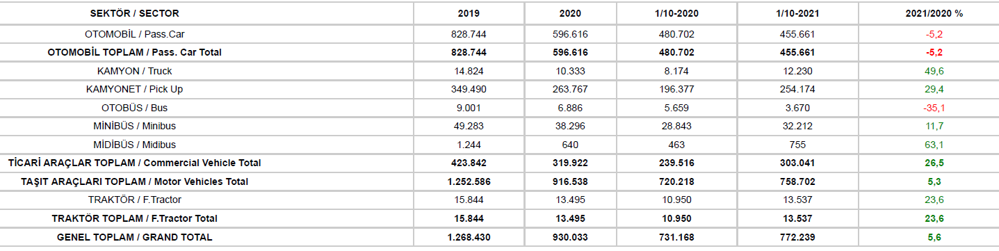 SEKTÖR / SECTOR 2019 2020 1/10-2020 1/10-2021 2021/2020 %
OTOMOBİL / Pass.Car 828.744 596.616 480.702 455.661 -5,2
OTOMOBİL TOPLAM / Pass. Car Total 828.744 596.616 480.702 455.661 -5,2
KAMYON / Truck 14.824 10.333 8.174 12.230 49,6
KAMYONET / Pick Up 349.490 263.767 196.377 254.174 29,4
OTOBÜS / Bus 9.001 6.886 5.659 3.670 -35,1
MİNİBÜS / Minibus 49.283 38.296 28.843 32.212 11,7
MİDİBÜS / Midibus 1.244 640 463 755 63,1
TİCARİ ARAÇLAR TOPLAM / Commercial Vehicle Total 423.842 319.922 239.516 303.041 26,5
TAŞIT ARAÇLARI TOPLAM / Motor Vehicles Total 1.252.586 916.538 720.218 758.702 5,3
TRAKTÖR / F.Tractor 15.844 13.495 10.950 13.537 23,6
TRAKTÖR TOPLAM / F.Tractor Total 15.844 13.495 10.950 13.537 23,6
GENEL TOPLAM / GRAND TOTAL 1.268.430 930.033 731.168 772.239 5,6